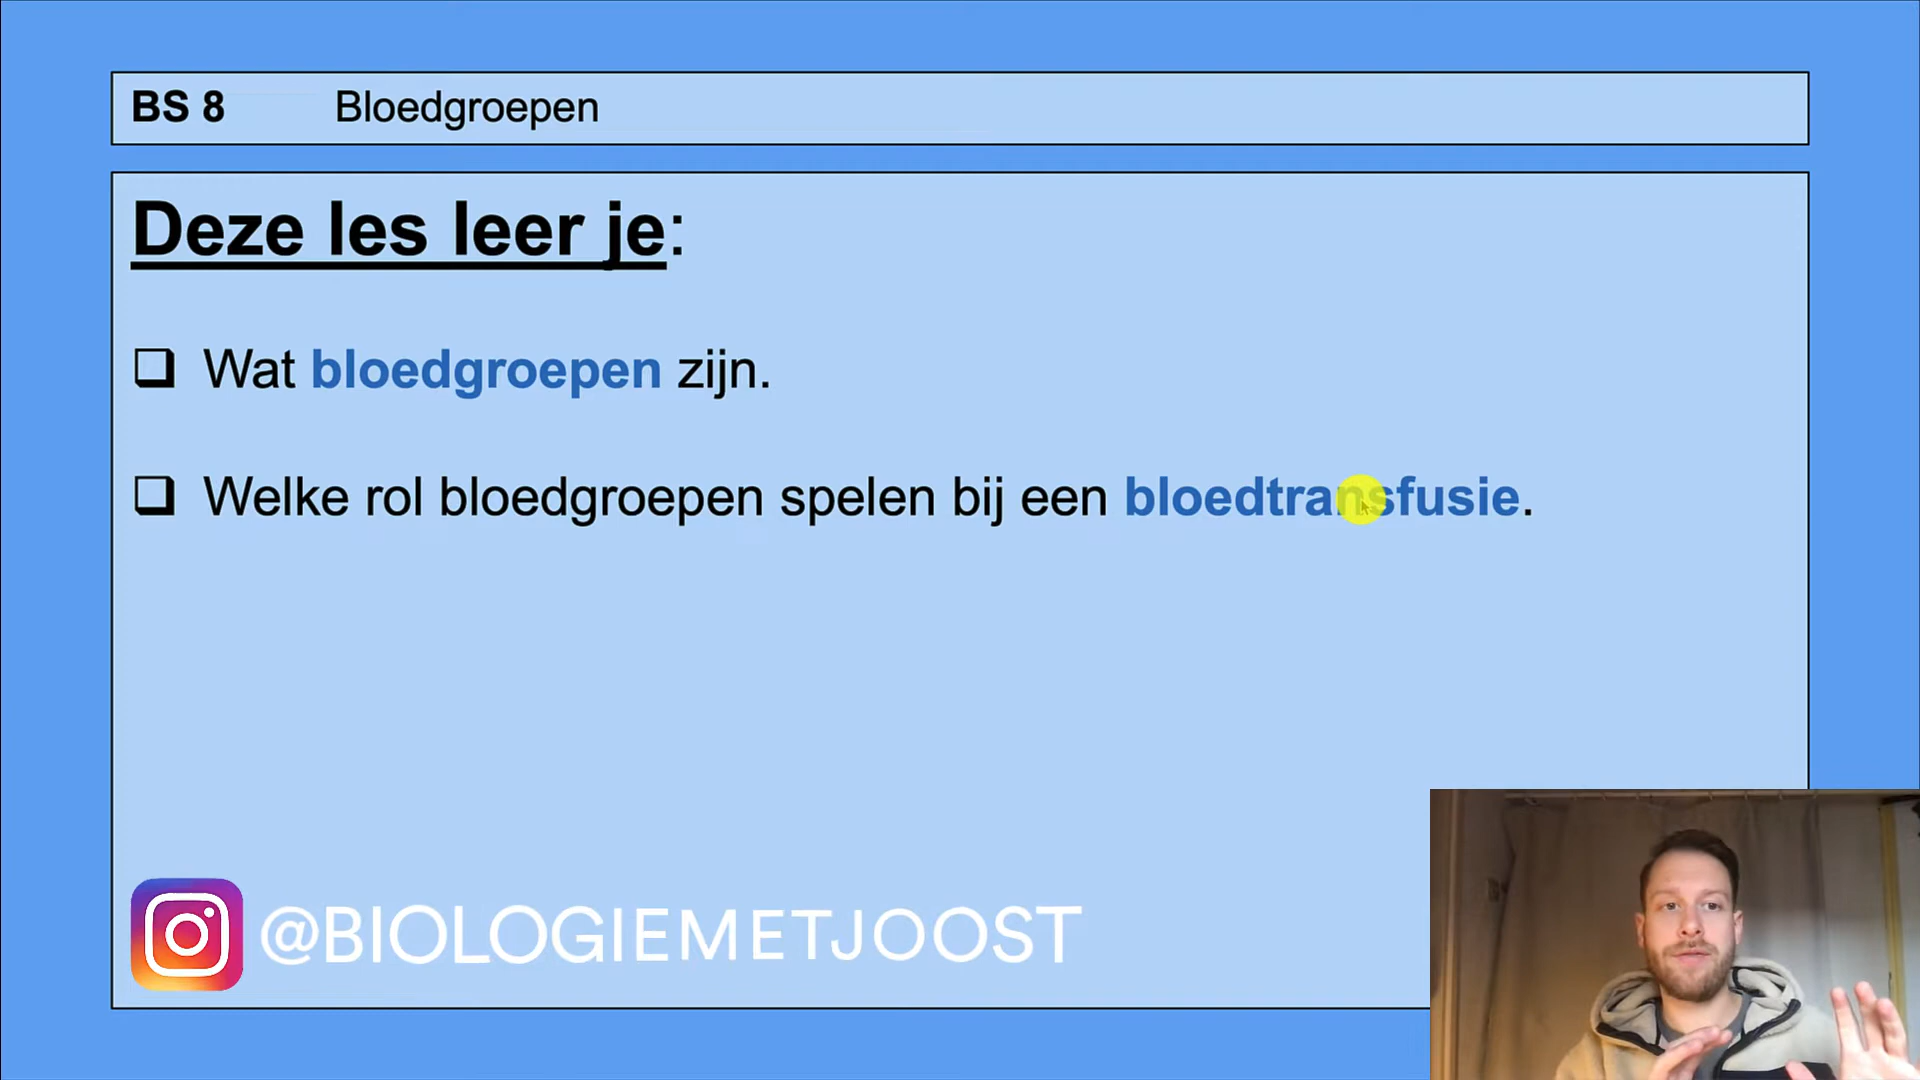 BS 8 Bloedgroepen
Deze les leer je:
❑ Wat bloedgroepen zijn.
❑ Welke rol bloedgroepen spelen bij een bloedtransfusie.
@BIOLOGIEMETJOOST